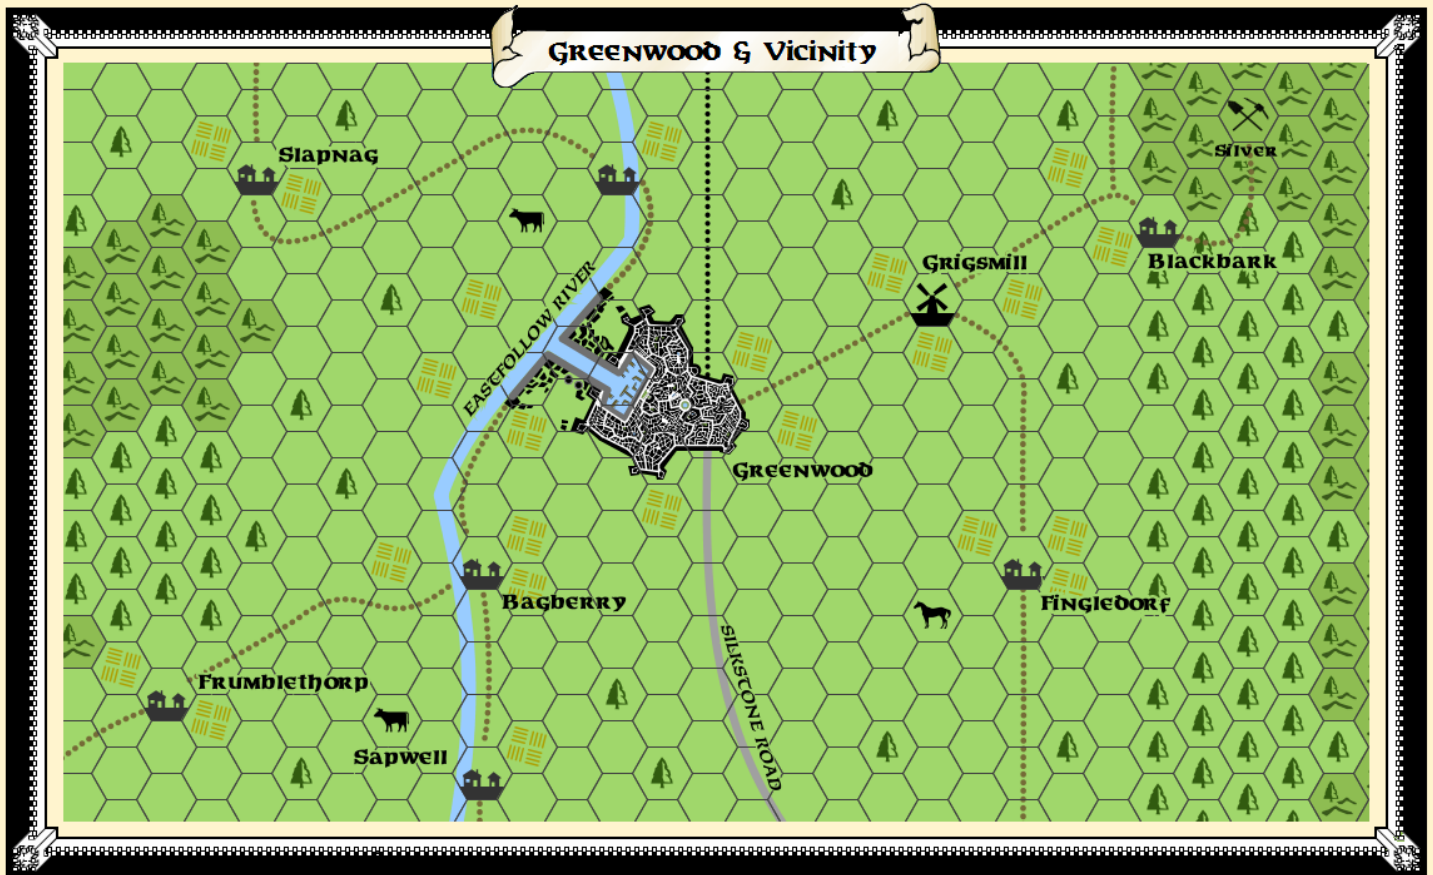 Greenwood & Vicinity
Slapnag
Silver
Grigsmill
Blackbark
Eastfollow River
Greenwood
Bagberry
Fingledorf
Silkstone Road
Frumblethorp
Sapwell